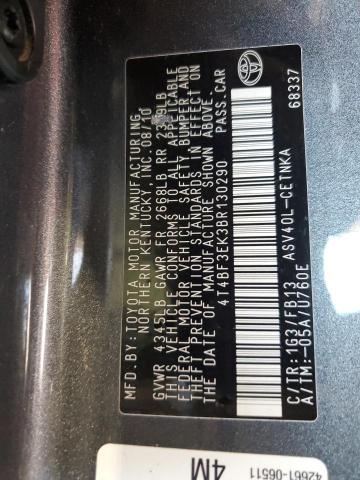 MFD. BY: TOYOTA MOTOR MANUFACTURING,
NORTHERN KENTUCKY, INC. 08/10
GVWR 4345LB GAWR FR 2668LB RR LB
THIS VEHICLE CONFORMS TO ALL APPLICABLE
FEDERAL MOTOR VEHICLE SAFETY, BUMPER, AND
THEFT PREVENTION STANDARDS IN EFFECT ON
THE DATE OF MANUFACTURE SHOWN ABOVE.
4T4BF3EK3BR130290 PASS. CAR
C/TR: 1G3/FB13 ASV40L-CETNKA
A/TM: -05A/U760E
68337
42661-06511
4M